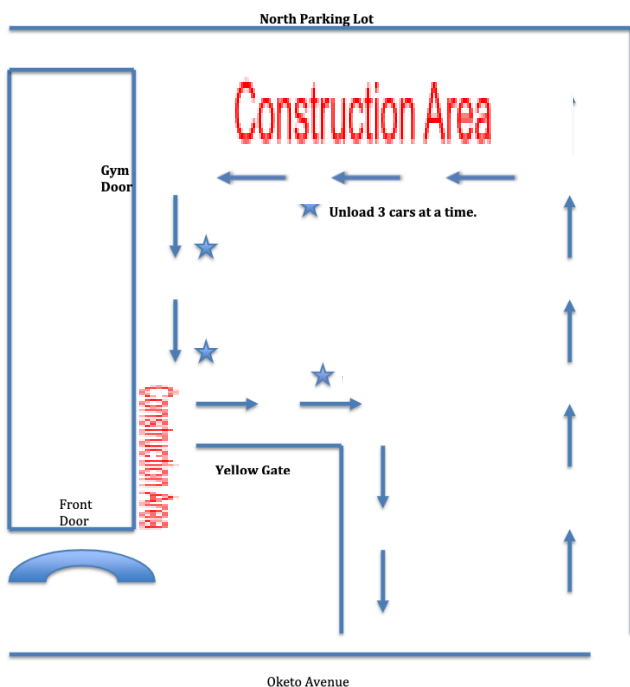 North Parking Lot
Construction Area
Gym
Door
Unload 3 cars at a time.
Construction Area
Yellow Gate
Front
Door
Oketo Avenue